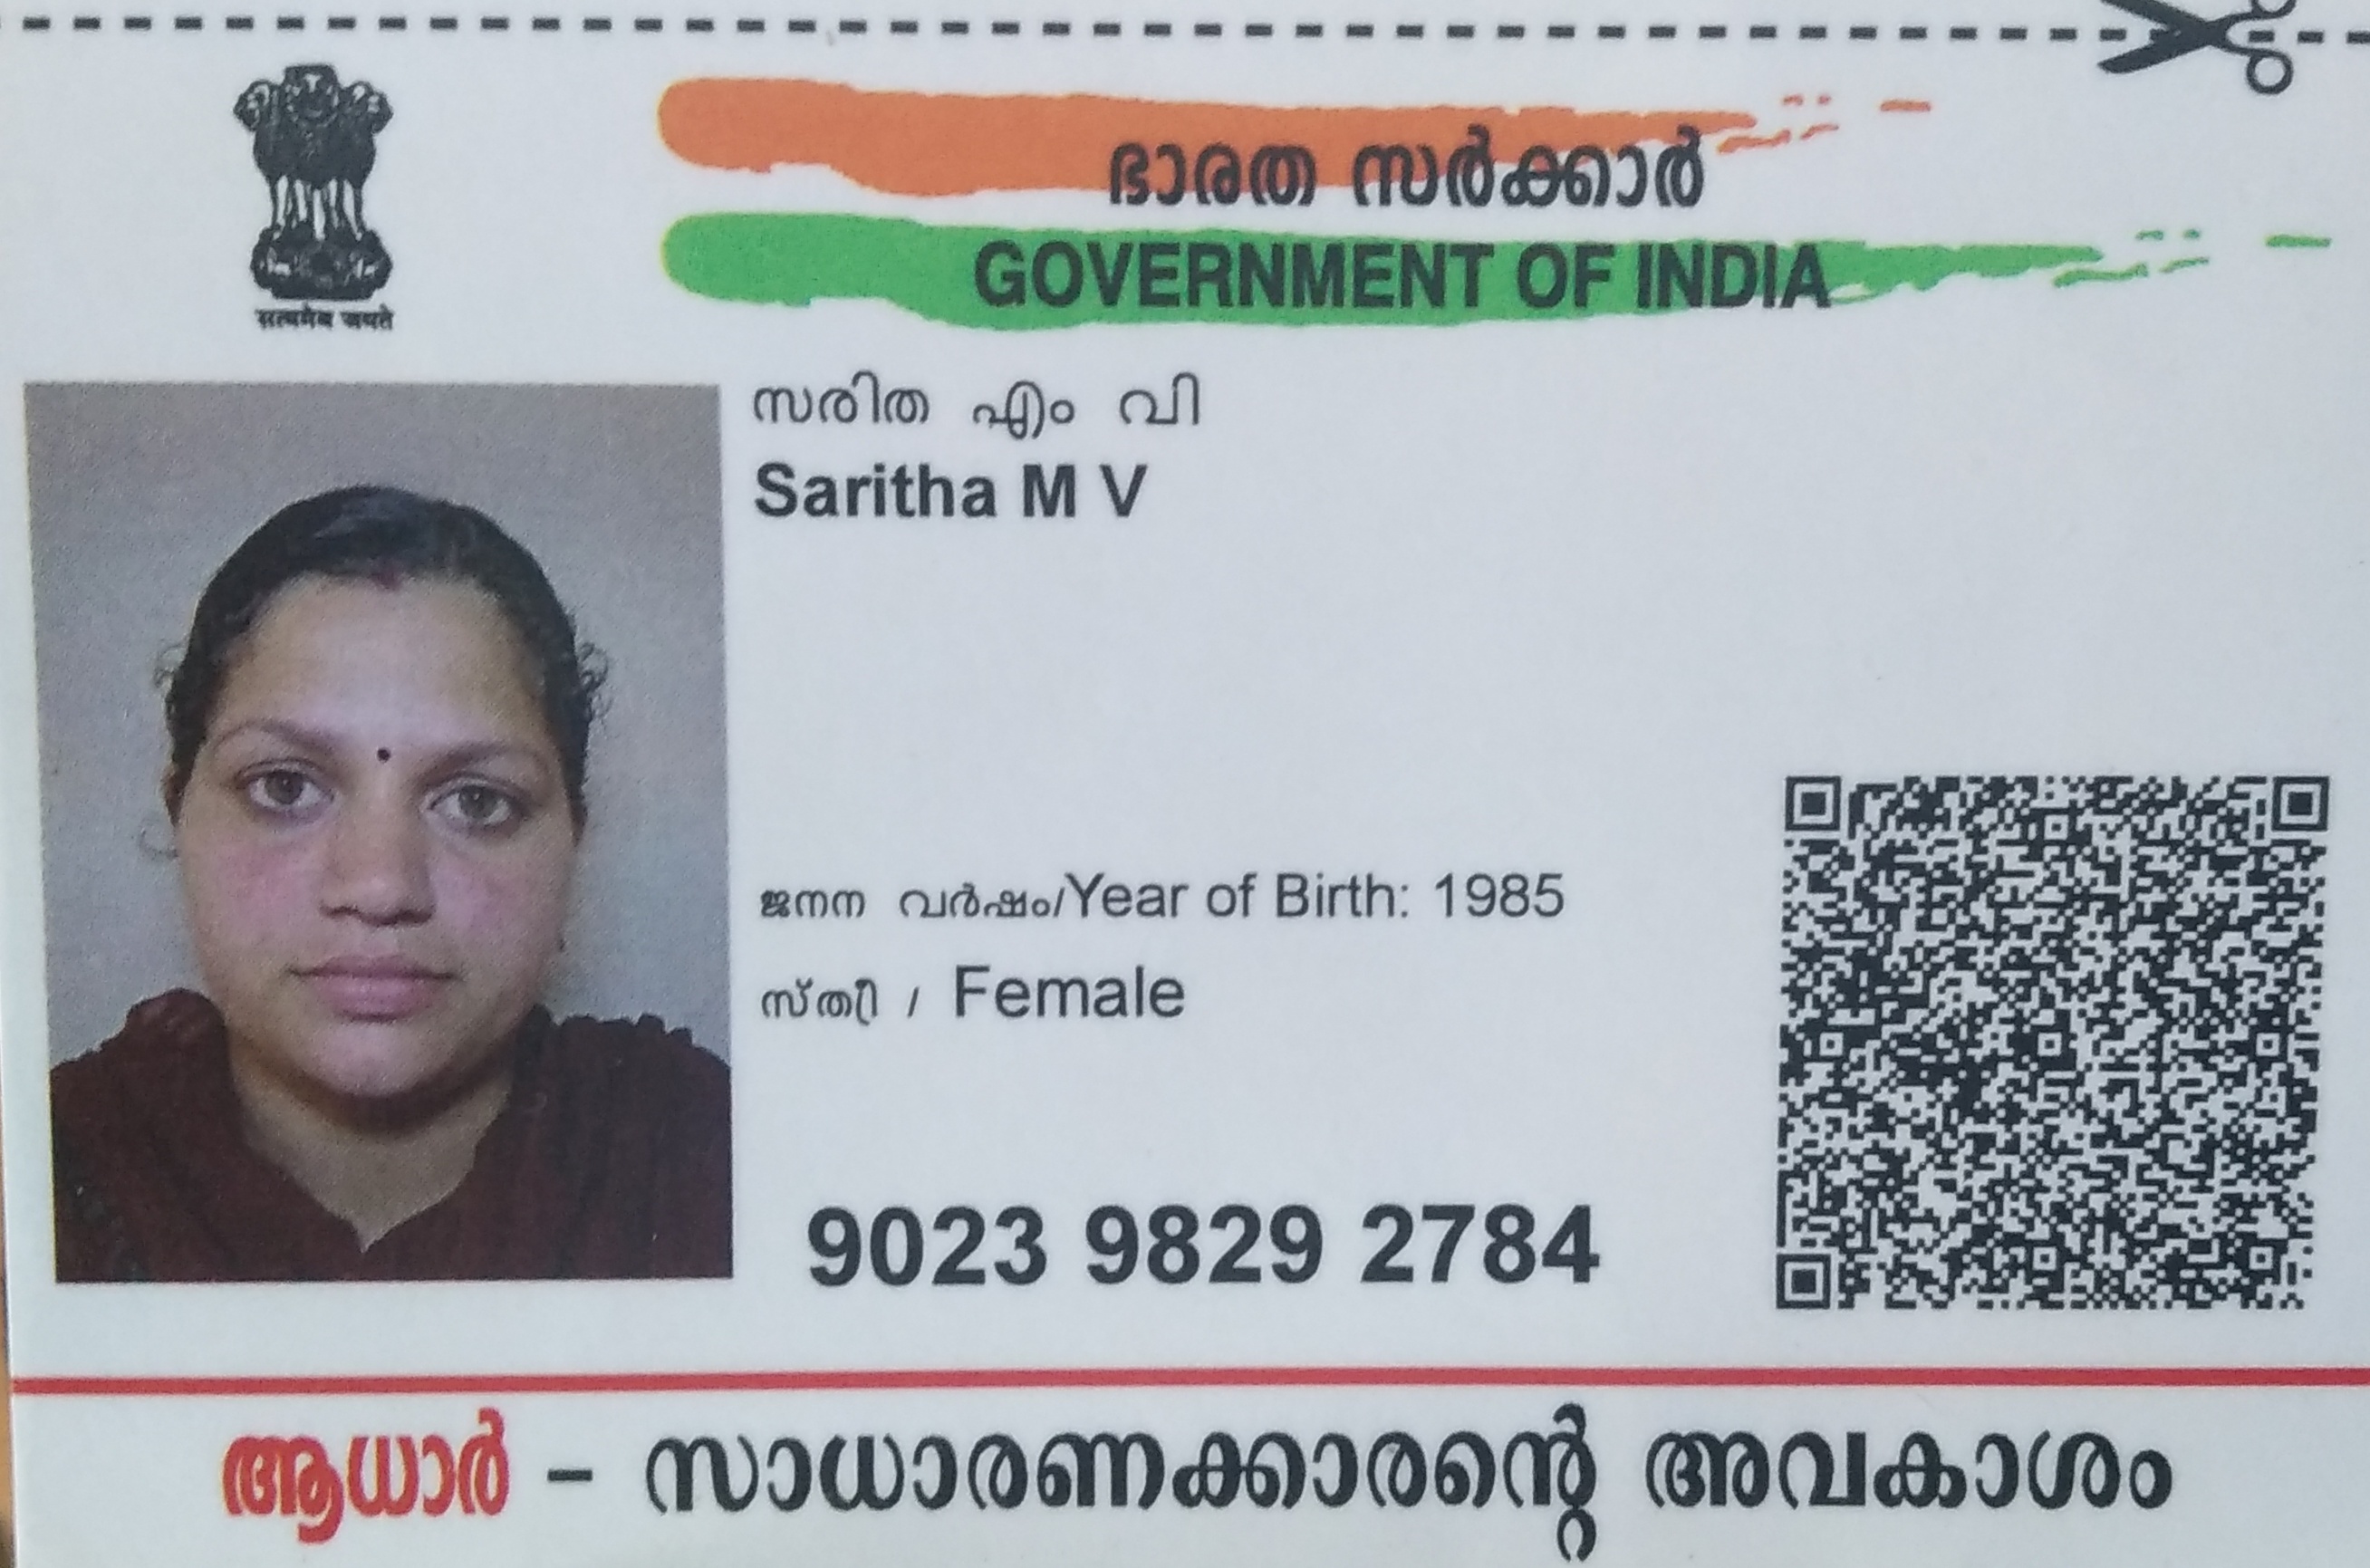 सत्यमेव जयते
ഭാരത സർക്കാർ
GOVERNMENT OF INDIA
സരിത എം വി
Saritha M V
ജനന വർഷം/Year of Birth: 1985
സ്ത്രീ / Female
9023 9829 2784
ആധാർ – സാധാരണക്കാരന്റെ അവകാശം